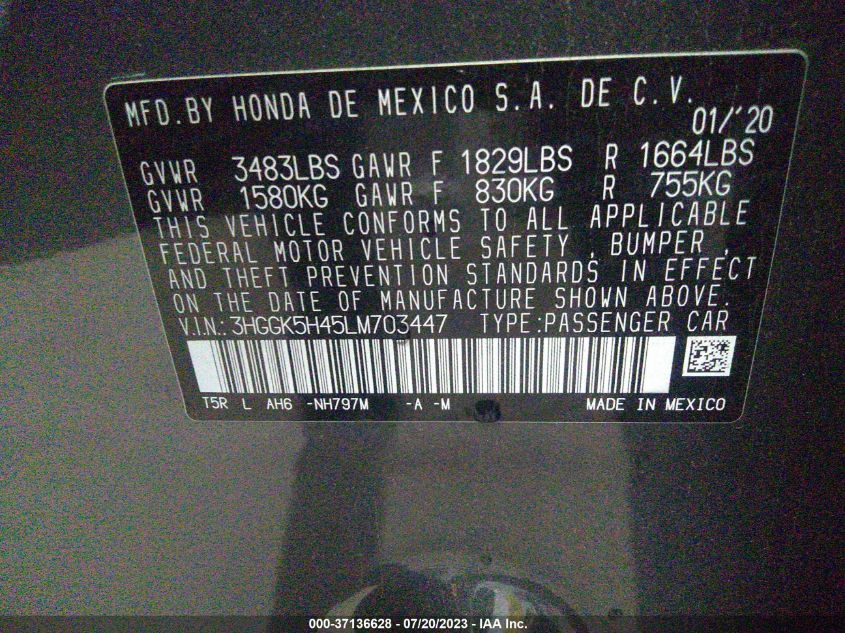 MFD.BY HONDA DE MEXICO S.A. DE C.V.
01/'20
GVWR 3483LBS GAWR F 1829LBS R 1664LBS
GVWR 1580KG GAWR F 830KG R 755KG
THIS VEHICLE CONFORMS TO ALL APPLICABLE
FEDERAL MOTOR VEHICLE SAFETY , BUMPER ,
AND THEFT PREVENTION STANDARDS IN EFFECT
ON THE DATE OF MANUFACTURE SHOWN ABOVE.
V.I.N.:3HGGK5H45LM703447 TYPE:PASSENGER CAR
T5R L AH6 -NH797M -A -M MADE IN MEXICO
000-37136628 - 07/20/2023 - IAA Inc.